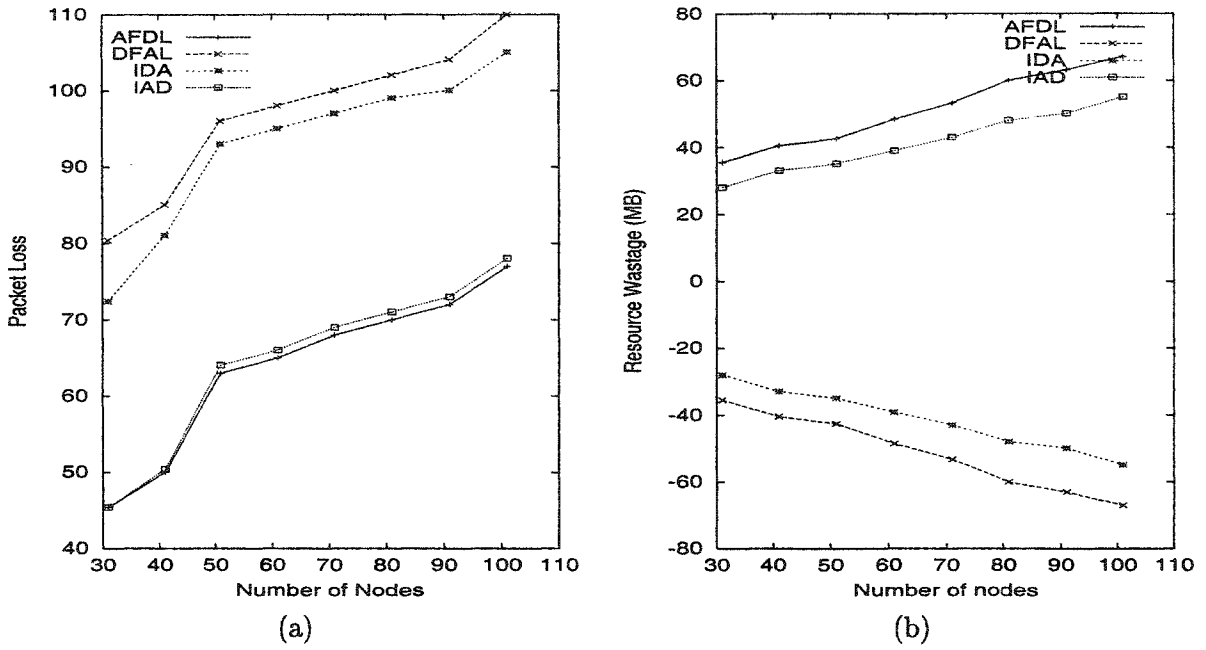 110
100
90
80
70
60
50
40
30 40 50 60 70 80 90 100 110
Packet Loss
Number of Nodes
AFDL
DFAL
IDA
IAD
(a)
80
60
40
20
0
-20
-40
-60
-80
30 40 50 60 70 80 90 100 110
Resource Wastage (MB)
Number of nodes
AFDL
DFAL
IDA
IAD
(b)